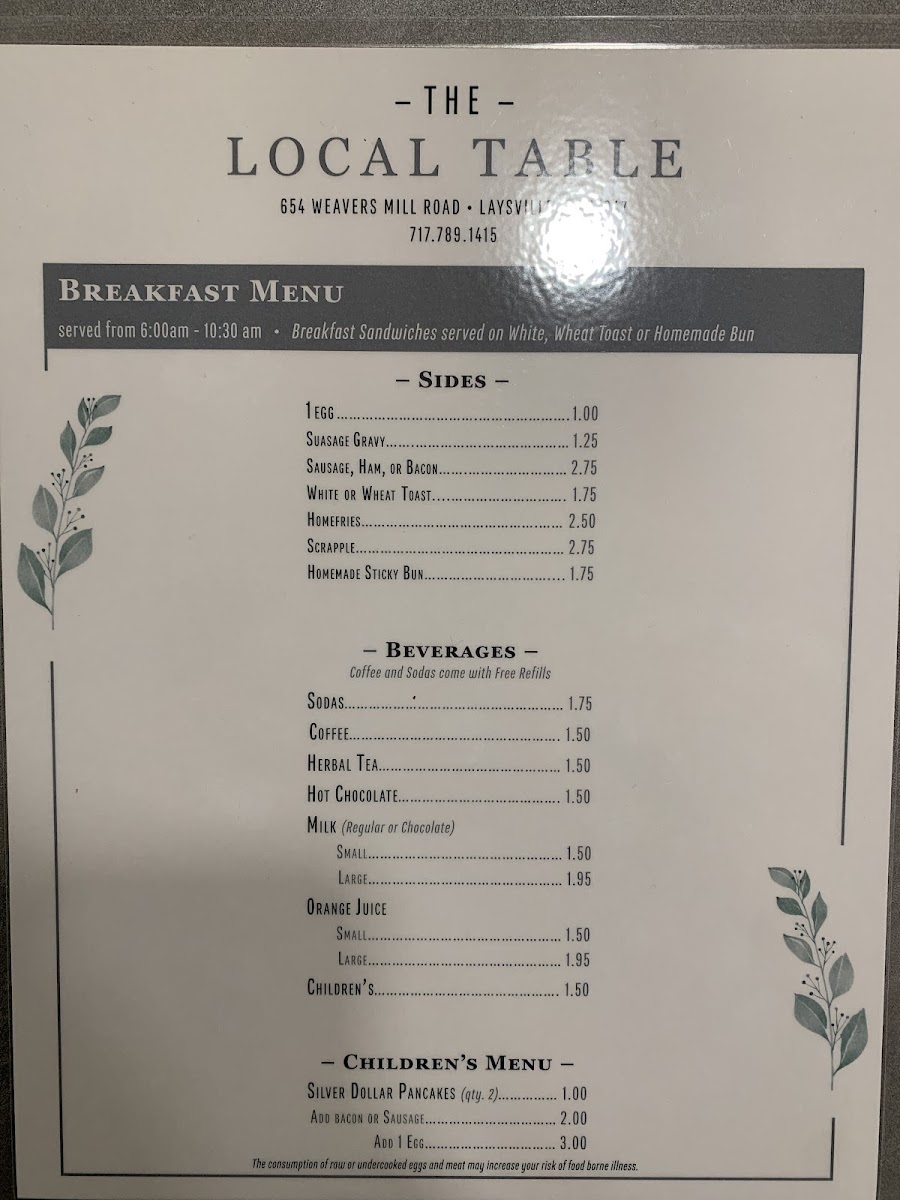 – THE –
LOCAL TABLE
654 WEAVERS MILL ROAD • LAYSVILLE
717.789.1415
BREAKFAST MENU
served from 6:00am - 10:30 am • Breakfast Sandwiches served on White, Wheat Toast or Homemade Bun
– SIDES –
1 EGG 1.00
SUASAGE GRAVY 1.25
SAUSAGE, HAM, OR BACON 2.75
WHITE OR WHEAT TOAST 1.75
HOMEFRIES 2.50
SCRAPPLE 2.75
HOMEMADE STICKY BUN 1.75
– BEVERAGES –
Coffee and Sodas come with Free Refills
SODAS 1.75
COFFEE 1.50
HERBAL TEA 1.50
HOT CHOCOLATE 1.50
MILK (Regular or Chocolate)
SMALL 1.50
LARGE 1.95
ORANGE JUICE
SMALL 1.50
LARGE 1.95
CHILDREN'S 1.50
– CHILDREN'S MENU –
SILVER DOLLAR PANCAKES (qty. 2) 1.00
ADD BACON OR SAUSAGE 2.00
ADD 1 EGG 3.00
The consumption of raw or undercooked eggs and meat may increase your risk of food borne illness.